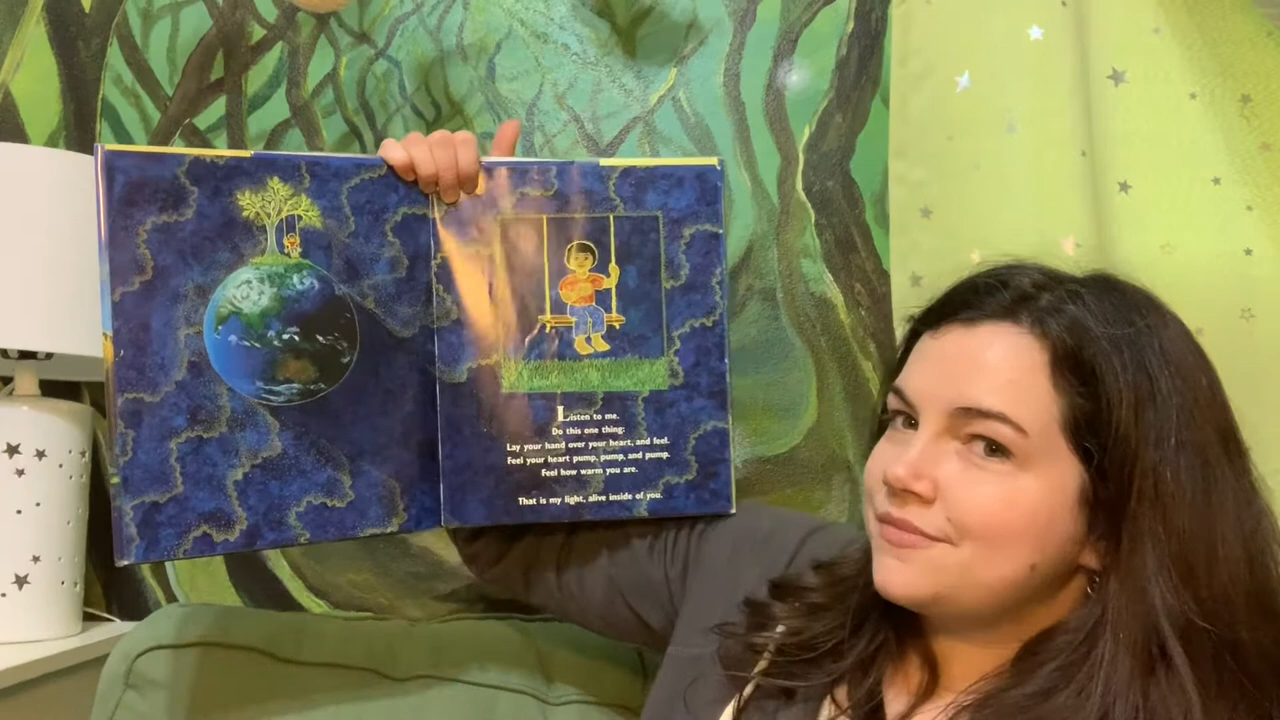 Listen to me.
Do this one thing:
Lay your hand over your heart, and feel.
Feel your heart pump, pump, and pump.
Feel how warm you are.
That is my light, alive inside of you.